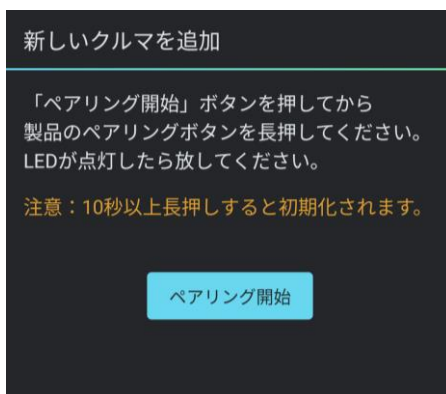 新しいクルマを追加
「ペアリング開始」ボタンを押してから
製品のペアリングボタンを長押してください。
LEDが点灯したら放してください。
注意：10秒以上長押しすると初期化されます。
ペアリング開始